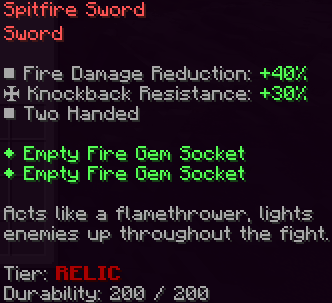 Spitfire Sword
Sword
■ Fire Damage Reduction: +40%
✠ Knockback Resistance: +30%
■ Two Handed
✦ Empty Fire Gem Socket
✦ Empty Fire Gem Socket
Acts like a flamethrower, lights
enemies up throughout the fight.
Tier: RELIC
Durability: 200 / 200